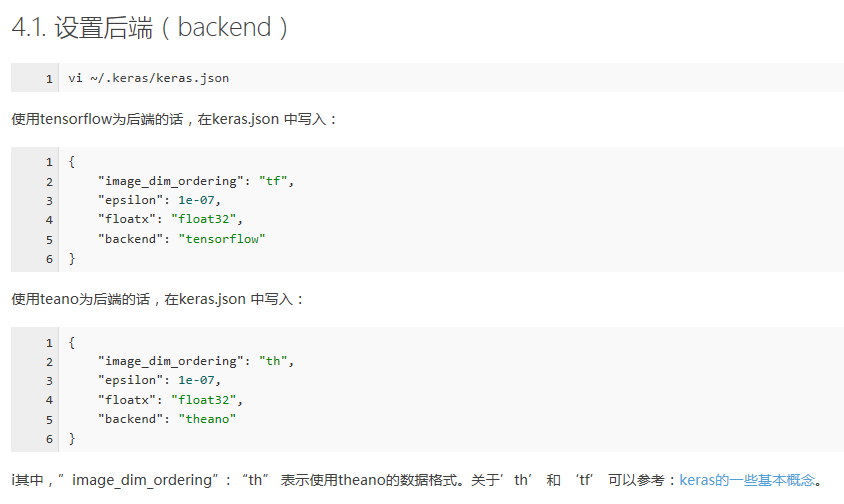 4.1. 设置后端（backend）
1 vi ~/.keras/keras.json
使用tensorflow为后端的话，在keras.json 中写入：
1 {
2     "image_dim_ordering": "tf",
3     "epsilon": 1e-07,
4     "floatx": "float32",
5     "backend": "tensorflow"
6 }
使用teano为后端的话，在keras.json 中写入：
1 {
2     "image_dim_ordering": "th",
3     "epsilon": 1e-07,
4     "floatx": "float32",
5     "backend": "theano"
6 }
i其中，”image_dim_ordering”：“th” 表示使用theano的数据格式。关于’th’ 和 ‘tf’ 可以参考：keras的一些基本概念。